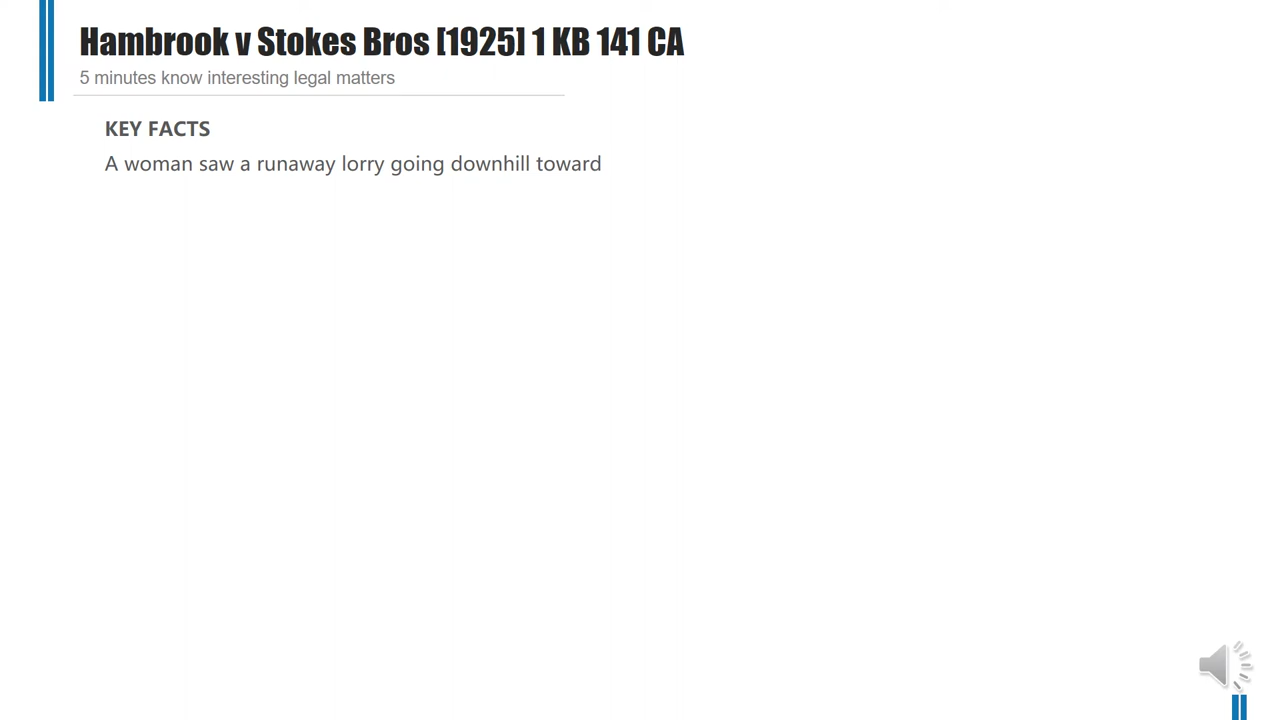 Hambrook v Stokes Bros [1925] 1 KB 141 CA
5 minutes know interesting legal matters
KEY FACTS
A woman saw a runaway lorry going downhill toward